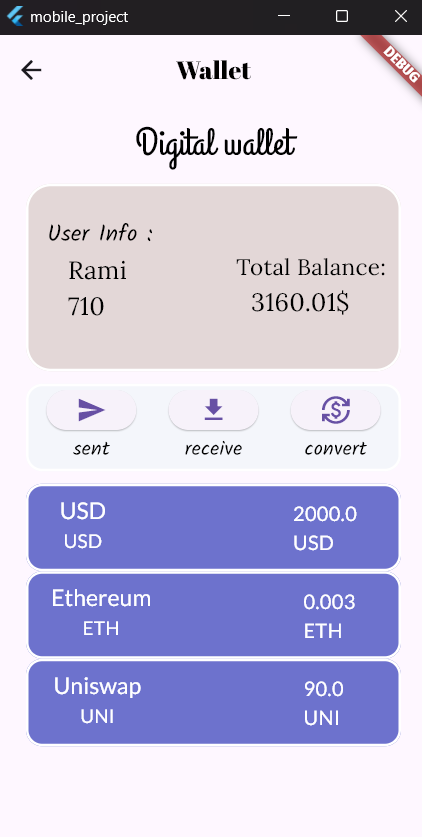 mobile_project
DEBUG
Wallet
Digital wallet
User Info :
Rami
710
Total Balance:
3160.01$
sent receive convert
USD 2000.0
USD USD
Ethereum 0.003
ETH ETH
Uniswap 90.0
UNI UNI